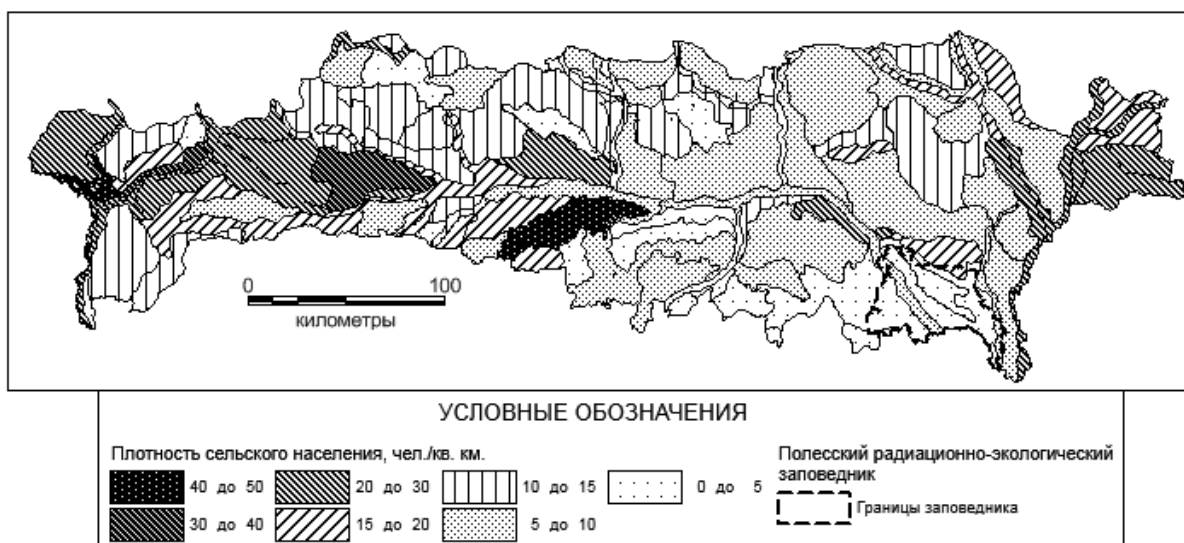 0 100
километры
УСЛОВНЫЕ ОБОЗНАЧЕНИЯ
Плотность сельского населения, чел./кв. км.
40 до 50 20 до 30 10 до 15 0 до 5
30 до 40 15 до 20 5 до 10
Полесский радиационно-экологический
заповедник
Границы заповедника